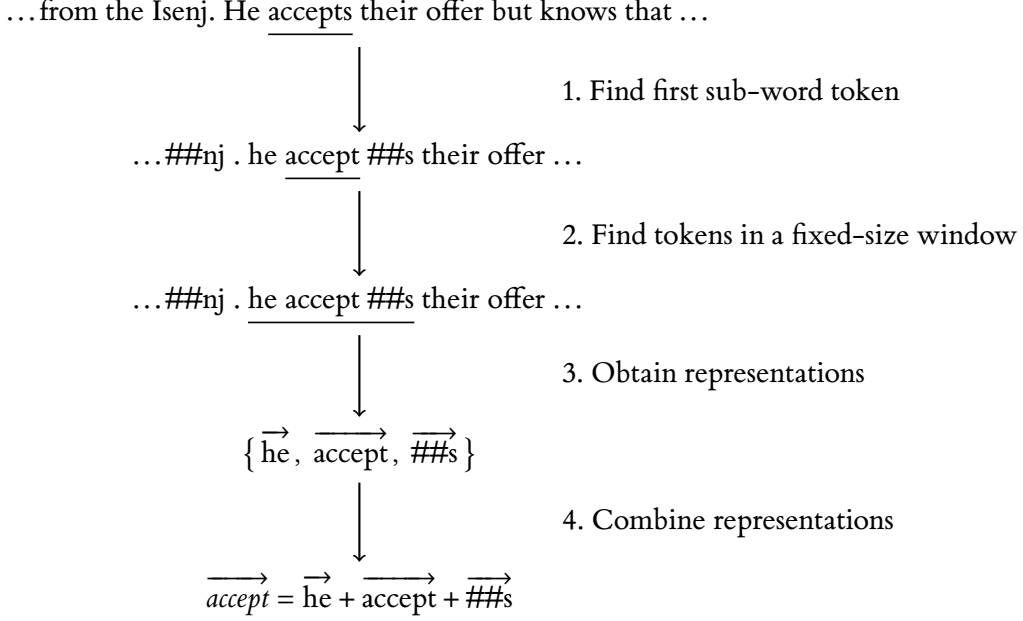 …from the Isenj. He accepts their offer but knows that …
1. Find first sub-word token
…##nj . he accept ##s their offer …
2. Find tokens in a fixed-size window
…##nj . he accept ##s their offer …
3. Obtain representations
{ he , accept , ##s }
4. Combine representations
accept = he + accept + ##s